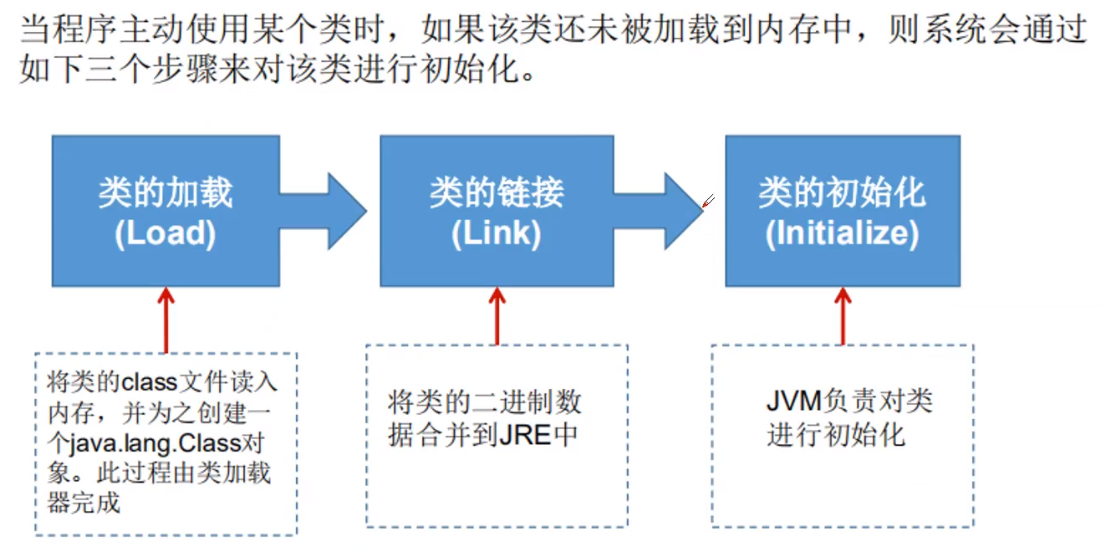 当程序主动使用某个类时，如果该类还未被加载到内存中，则系统会通过
如下三个步骤来对该类进行初始化。
类的加载
(Load)
类的链接
(Link)
类的初始化
(Initialize)
将类的class文件读入
内存，并为之创建一
个java.lang.Class对
象。此过程由类加载
器完成
将类的二进制数
据合并到JRE中
JVM负责对类
进行初始化